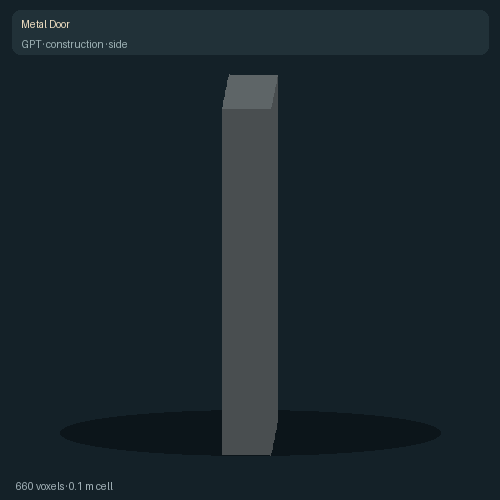 Metal Door
GPT · construction · side
660 voxels · 0.1 m cell